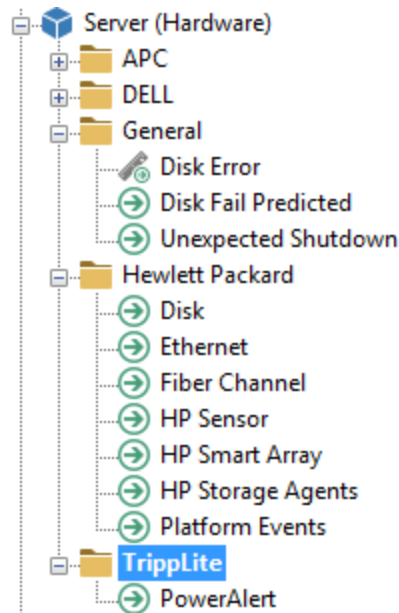 Server (Hardware)
APC
DELL
General
Disk Error
Disk Fail Predicted
Unexpected Shutdown
Hewlett Packard
Disk
Ethernet
Fiber Channel
HP Sensor
HP Smart Array
HP Storage Agents
Platform Events
TrippLite
PowerAlert